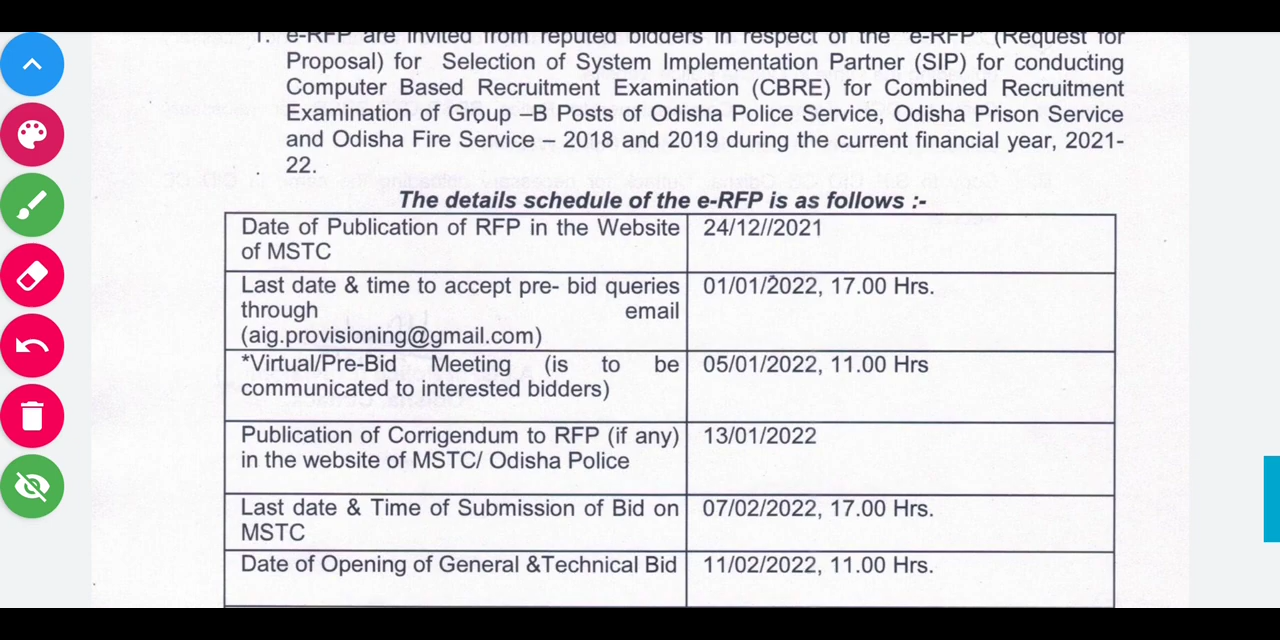 1. e-RFP are invited from reputed bidders in respect of the "e-RFP" (Request for
Proposal) for Selection of System Implementation Partner (SIP) for conducting
Computer Based Recruitment Examination (CBRE) for Combined Recruitment
Examination of Group –B Posts of Odisha Police Service, Odisha Prison Service
and Odisha Fire Service – 2018 and 2019 during the current financial year, 2021-
22.
The details schedule of the e-RFP is as follows :-
Date of Publication of RFP in the Website 24/12//2021
of MSTC
Last date & time to accept pre- bid queries 01/01/2022, 17.00 Hrs.
through email
(aig.provisioning@gmail.com)
*Virtual/Pre-Bid Meeting (is to be 05/01/2022, 11.00 Hrs
communicated to interested bidders)
Publication of Corrigendum to RFP (if any) 13/01/2022
in the website of MSTC/ Odisha Police
Last date & Time of Submission of Bid on 07/02/2022, 17.00 Hrs.
MSTC
Date of Opening of General &Technical Bid 11/02/2022, 11.00 Hrs.